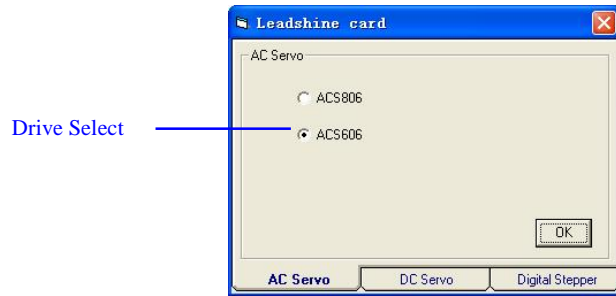 Leadshine card
AC Servo
ACS806
Drive Select
ACS606
OK
AC Servo
DC Servo
Digital Stepper